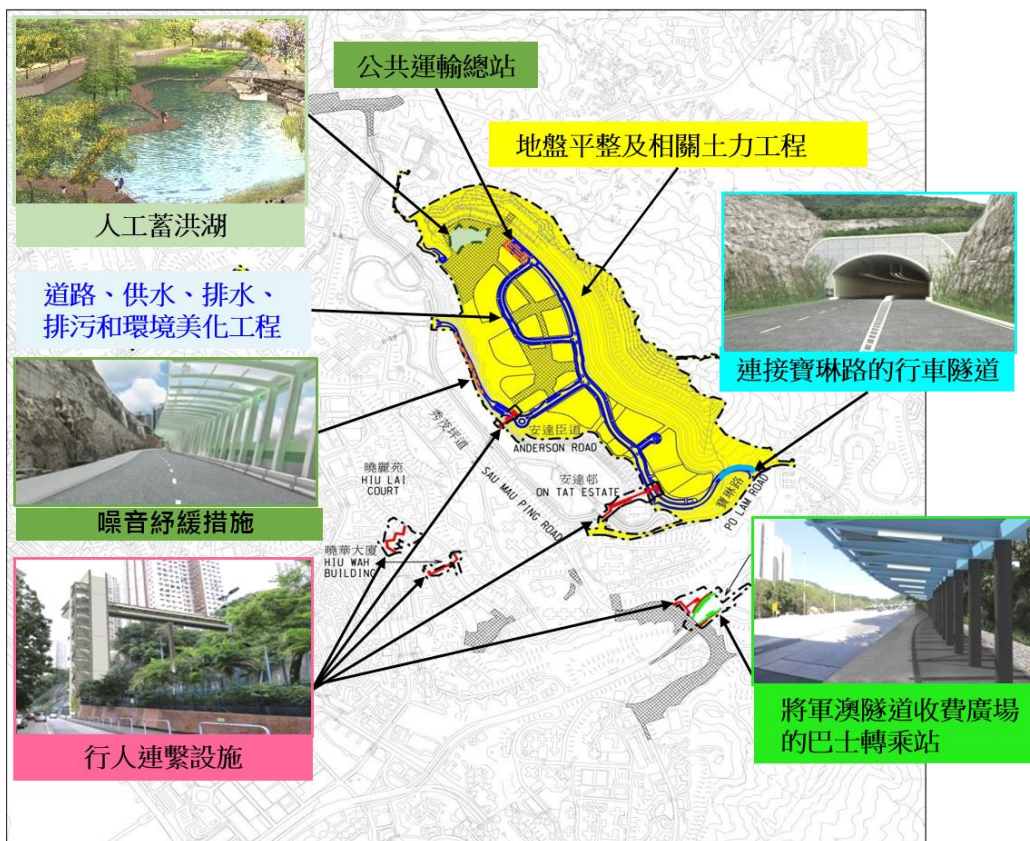 公共運輸總站
地盤平整及相關土力工程
人工蓄洪湖
道路、供水、排水、
排污和環境美化工程
連接寶琳路的行車隧道
噪音紓緩措施
秀茂坪道
SAU MAU PING ROAD
安達臣道
ANDERSON ROAD
曉麗苑
HIU LAI
COURT
安達邨
ON TAT ESTATE
寶琳路
PO LAM ROAD
曉華大廈
HIU WAH
BUILDING
行人連繫設施
將軍澳隧道收費廣場
的巴士轉乘站